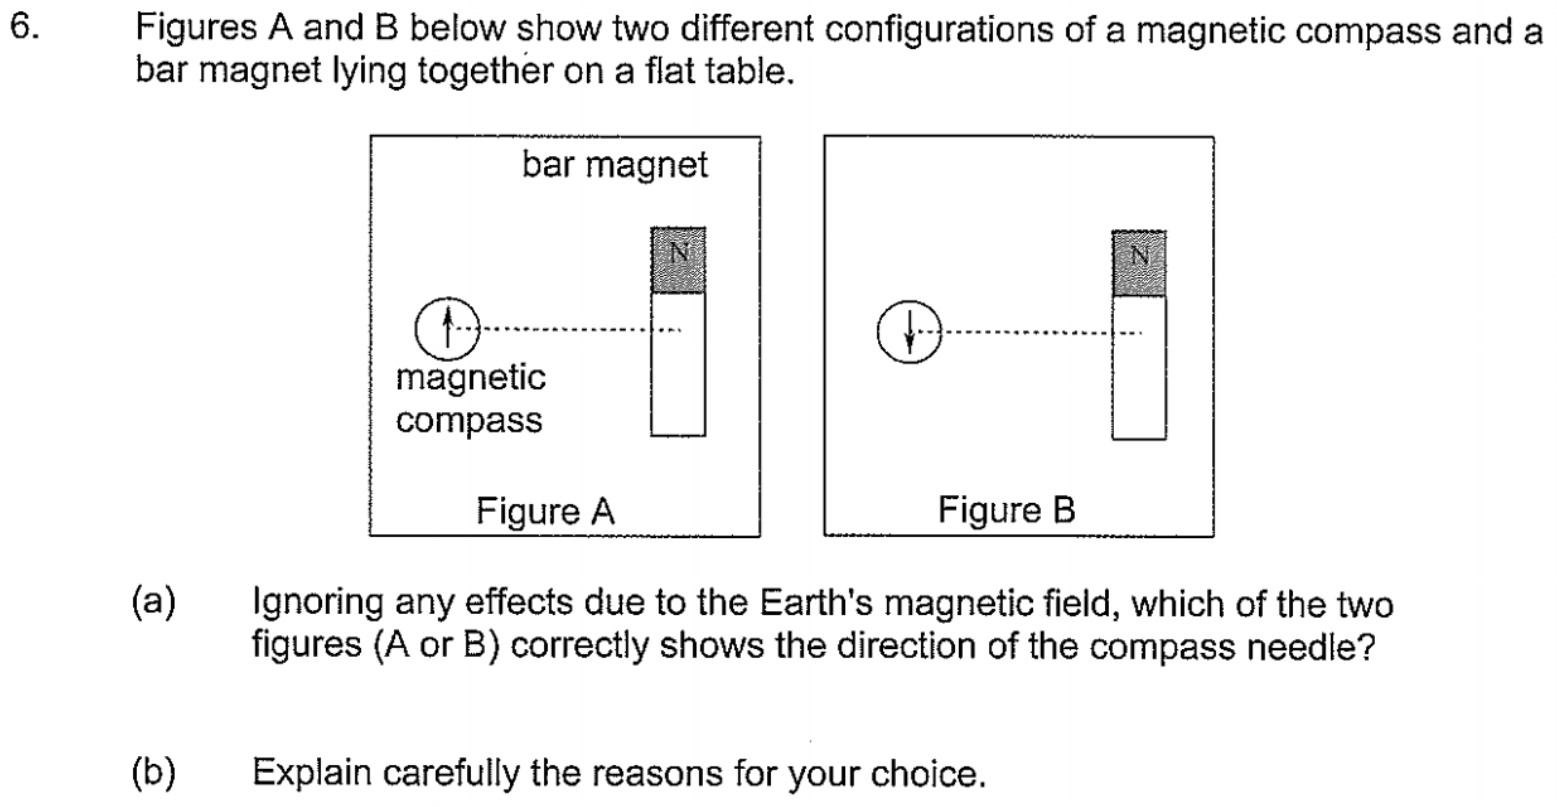 6. Figures A and B below show two different configurations of a magnetic compass and a
bar magnet lying together on a flat table.
bar magnet
N
magnetic
compass
Figure A
N
Figure B
(a) Ignoring any effects due to the Earth's magnetic field, which of the two
figures (A or B) correctly shows the direction of the compass needle?
(b) Explain carefully the reasons for your choice.